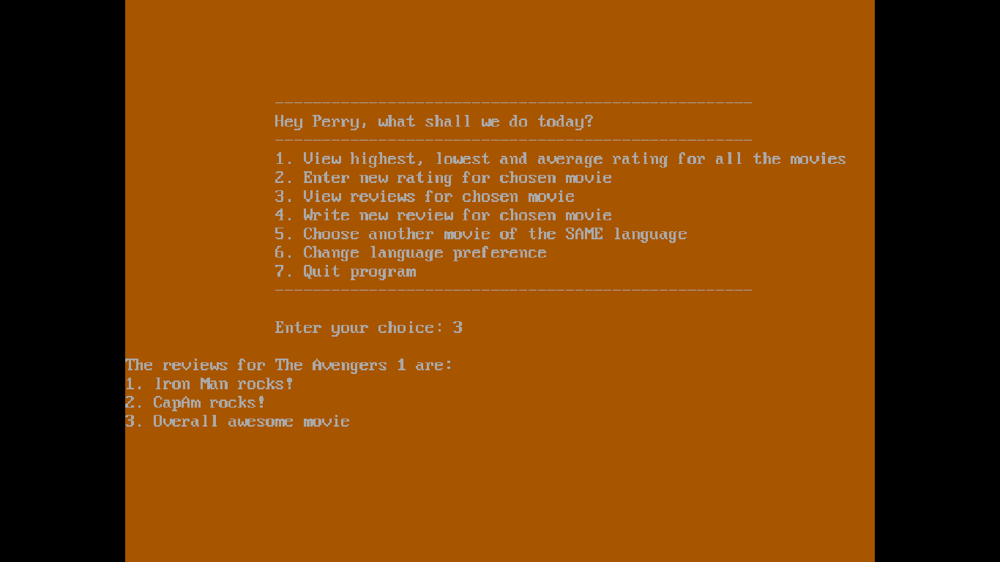 ---------------------------------------------------
Hey Perry, what shall we do today?
---------------------------------------------------
1. View highest, lowest and average rating for all the movies
2. Enter new rating for chosen movie
3. View reviews for chosen movie
4. Write new review for chosen movie
5. Choose another movie of the SAME language
6. Change language preference
7. Quit program
---------------------------------------------------
Enter your choice: 3
The reviews for The Avengers 1 are:
1. Iron Man rocks!
2. CapAm rocks!
3. Overall awesome movie